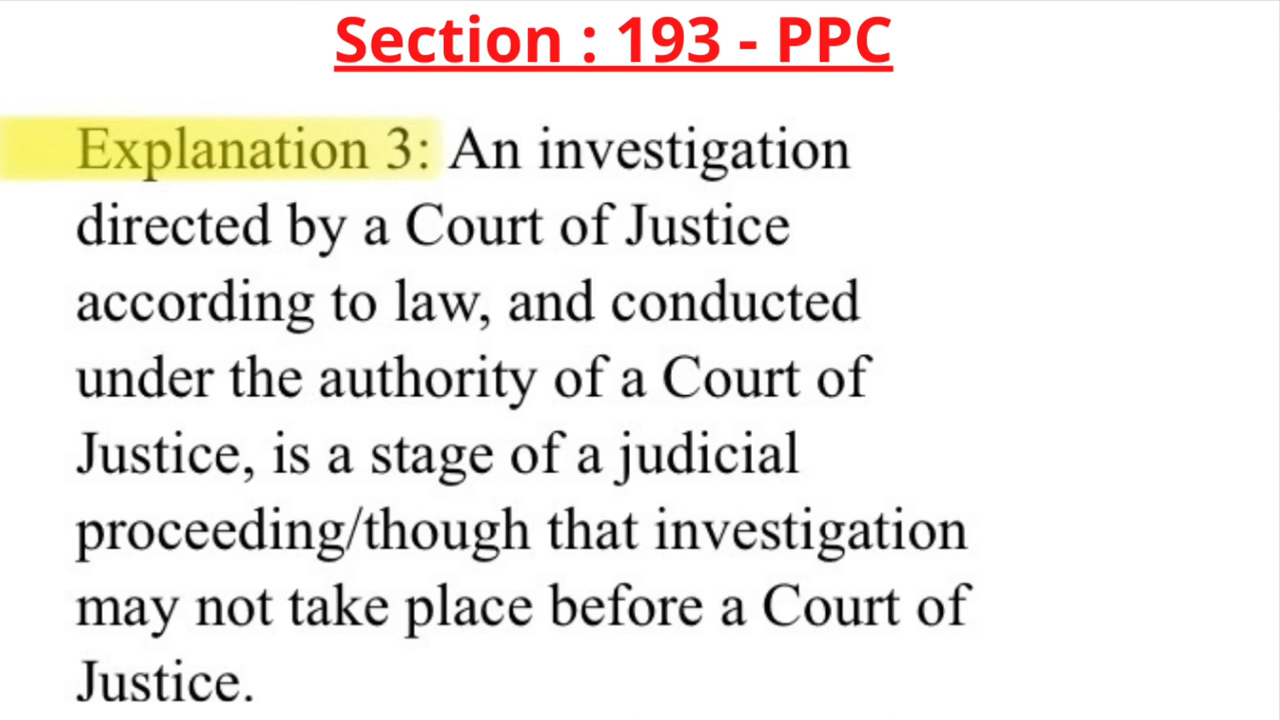 Section : 193 - PPC
Explanation 3: An investigation
directed by a Court of Justice
according to law, and conducted
under the authority of a Court of
Justice, is a stage of a judicial
proceeding/though that investigation
may not take place before a Court of
Justice.